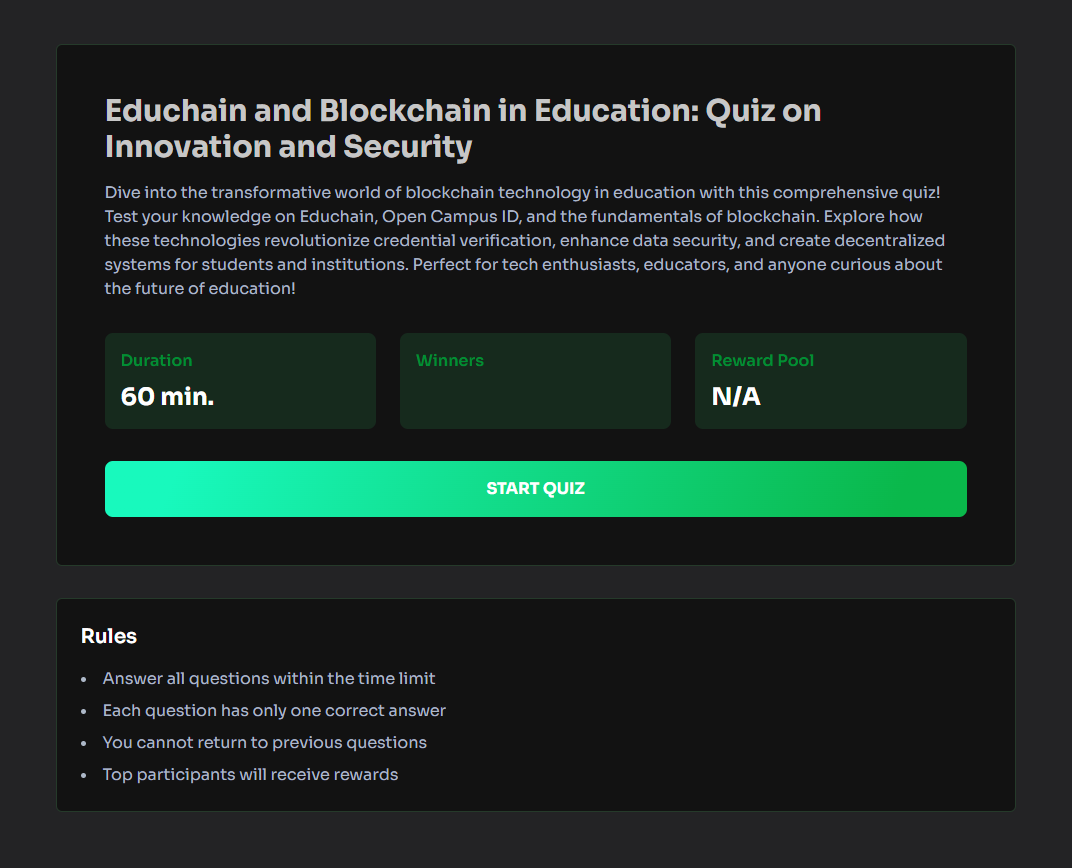 Educhain and Blockchain in Education: Quiz on
Innovation and Security
Dive into the transformative world of blockchain technology in education with this comprehensive quiz!
Test your knowledge on Educhain, Open Campus ID, and the fundamentals of blockchain. Explore how
these technologies revolutionize credential verification, enhance data security, and create decentralized
systems for students and institutions. Perfect for tech enthusiasts, educators, and anyone curious about
the future of education!
Duration
60 min.
Winners
Reward Pool
N/A
START QUIZ
Rules
• Answer all questions within the time limit
• Each question has only one correct answer
• You cannot return to previous questions
• Top participants will receive rewards